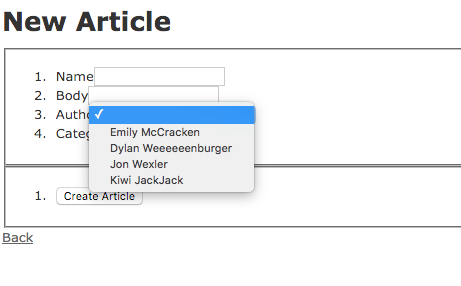 New Article
1. Name
2. Body
3. Autho
✓
4. Categ
Emily McCracken
Dylan Weeeeeenburger
Jon Wexler
Kiwi JackJack
1. Create Article
Back